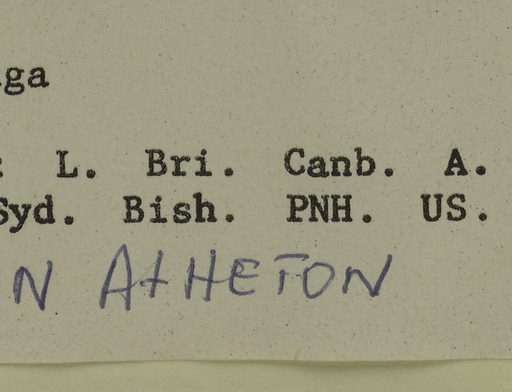 ga
: L. Bri. Canb. A.
Syd. Bish. PNH. US.
N AtHETON